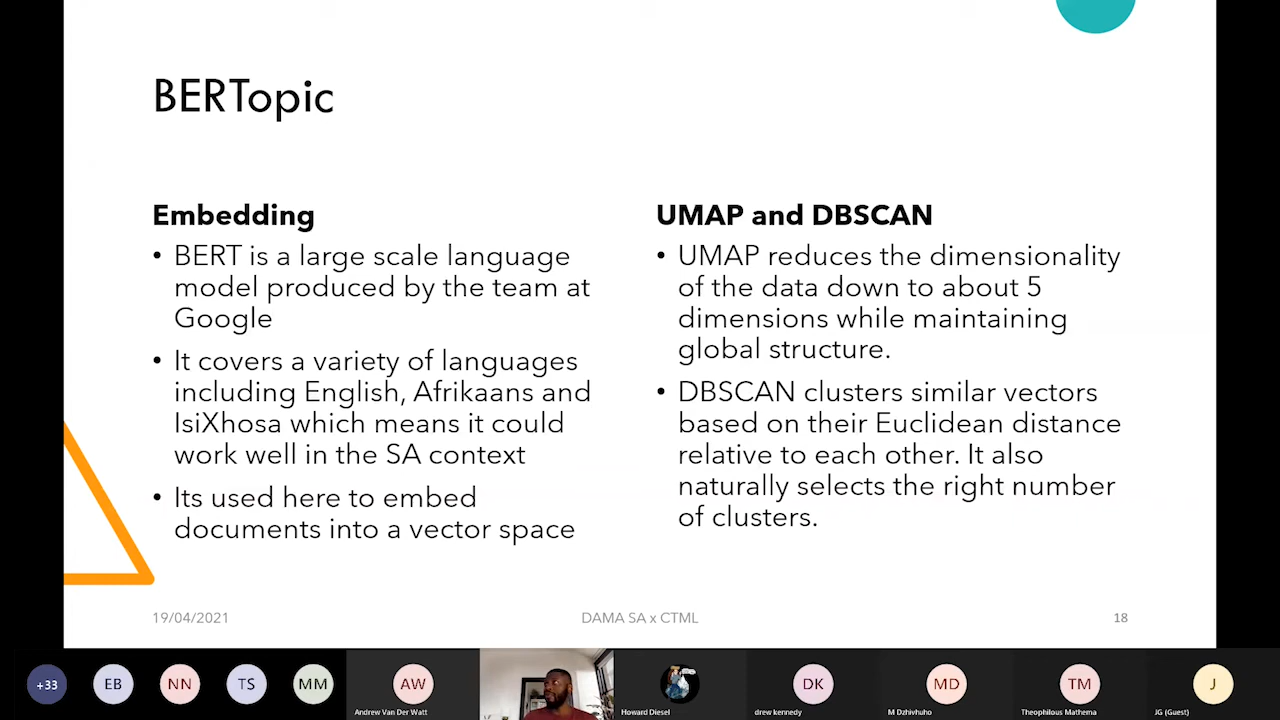 BERTopic
Embedding
• BERT is a large scale language
model produced by the team at
Google
• It covers a variety of languages
including English, Afrikaans and
IsiXhosa which means it could
work well in the SA context
• Its used here to embed
documents into a vector space
UMAP and DBSCAN
• UMAP reduces the dimensionality
of the data down to about 5
dimensions while maintaining
global structure.
• DBSCAN clusters similar vectors
based on their Euclidean distance
relative to each other. It also
naturally selects the right number
of clusters.
19/04/2021
DAMA SA x CTML
18
+33
EB
NN
TS
MM
AW
Andrew Van Der Watt
Howard Diesel
DK
drew kennedy
MD
M Dzhivhuho
TM
Theophilous Mathema
J
JG (Guest)